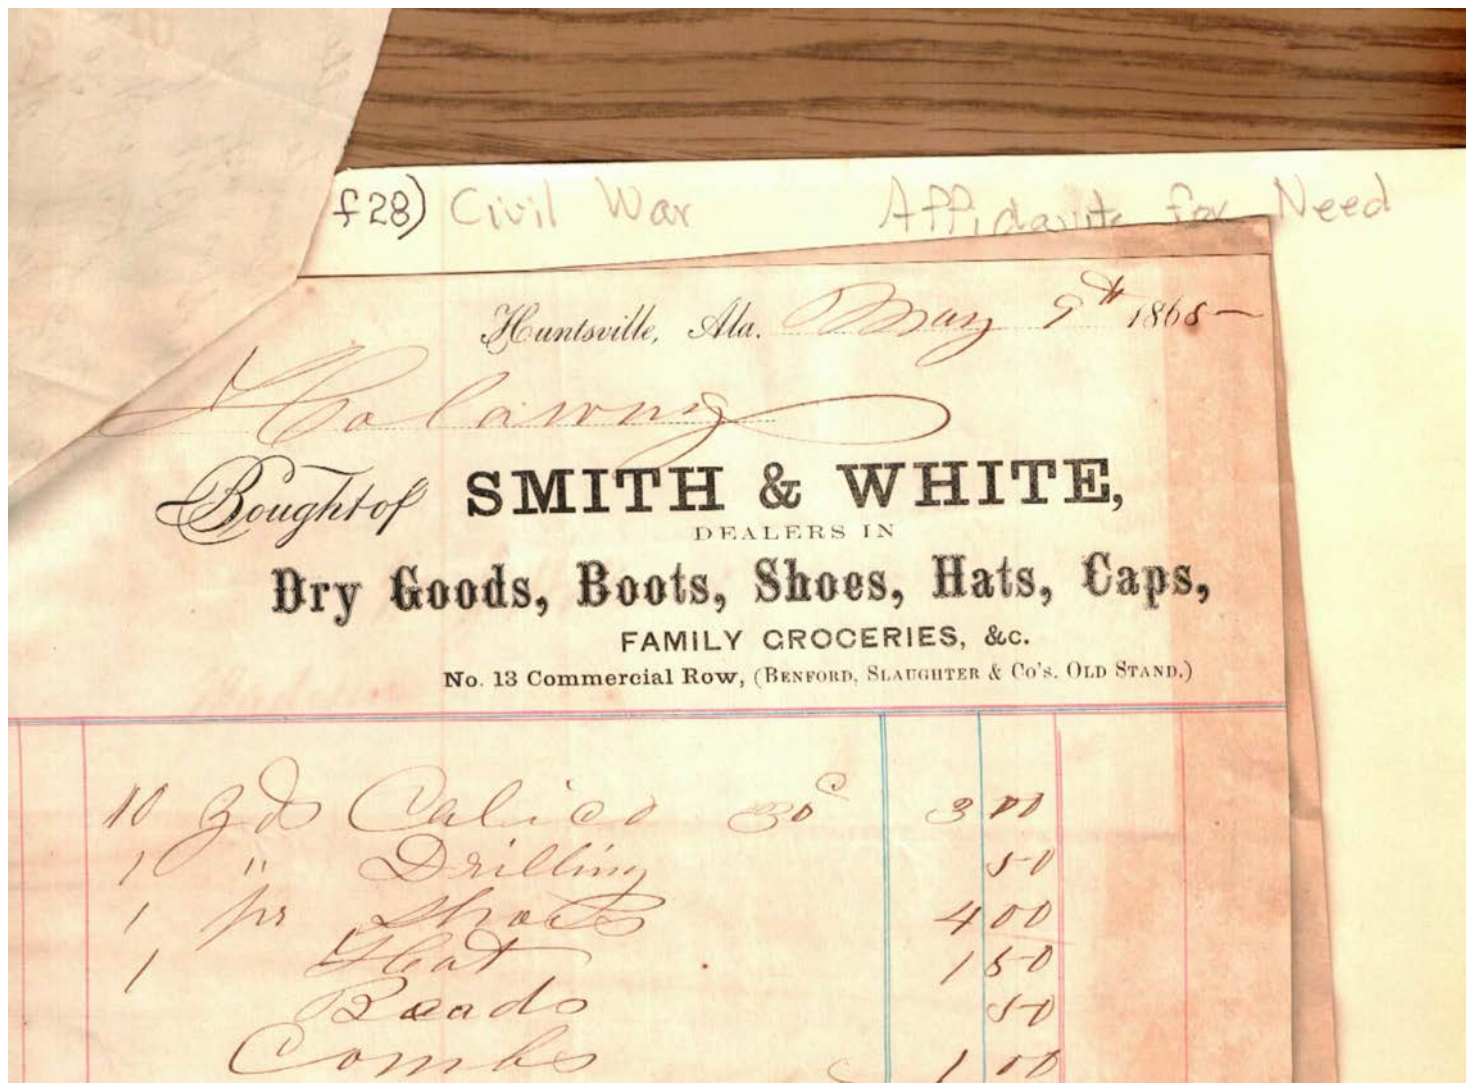 f28) Civil War Affidavits for Need
Huntsville, Ala. May 9th 1868
Bought of SMITH & WHITE,
DEALERS IN
Dry Goods, Boots, Shoes, Hats, Caps,
FAMILY GROCERIES, &c.
No. 13 Commercial Row, (BENFORD, SLAUGHTER & CO'S. OLD STAND.)
10 yds Calico 30c 3 00
1 " Drilling 50
1 pr Shoes 4 00
1 Hat 1 50
Beads 50
Combs 1 00